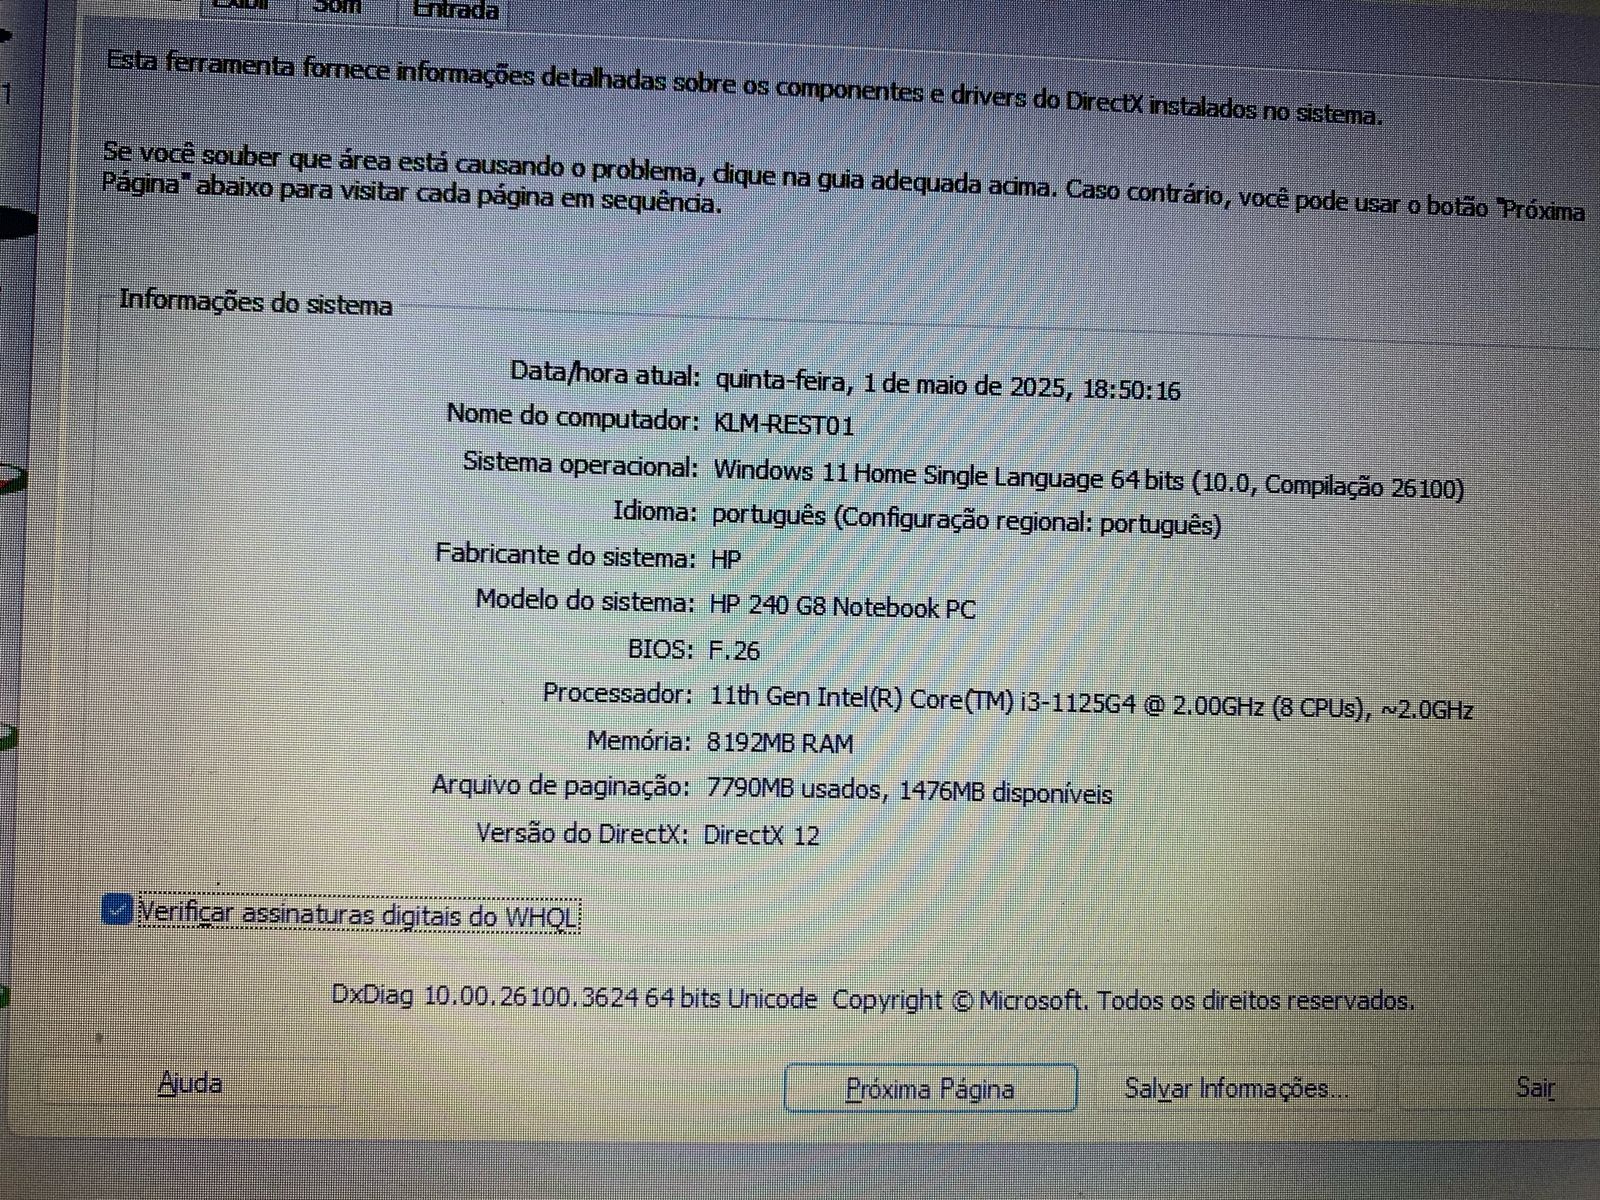 Entrada
Esta ferramenta fornece informações detalhadas sobre os componentes e drivers do DirectX instalados no sistema.
1
Se você souber que área está causando o problema, clique na guia adequada acima. Caso contrário, você pode usar o botão "Próxima
Página" abaixo para visitar cada página em sequência.
Informações do sistema
Data/hora atual: quinta-feira, 1 de maio de 2025, 18:50:16
Nome do computador: KLM-REST01
Sistema operacional: Windows 11 Home Single Language 64 bits (10.0, Compilação 26100)
Idioma: português (Configuração regional: português)
Fabricante do sistema: HP
Modelo do sistema: HP 240 G8 Notebook PC
BIOS: F.26
Processador: 11th Gen Intel(R) Core(TM) i3-1125G4 @ 2.00GHz (8 CPUs), ~2.0GHz
Memória: 8192MB RAM
Arquivo de paginação: 7790MB usados, 1476MB disponíveis
Versão do DirectX: DirectX 12
Verificar assinaturas digitais do WHQL
DxDiag 10.00.26100.3624 64 bits Unicode Copyright © Microsoft. Todos os direitos reservados.
Ajuda Próxima Página Salvar Informações... Sair